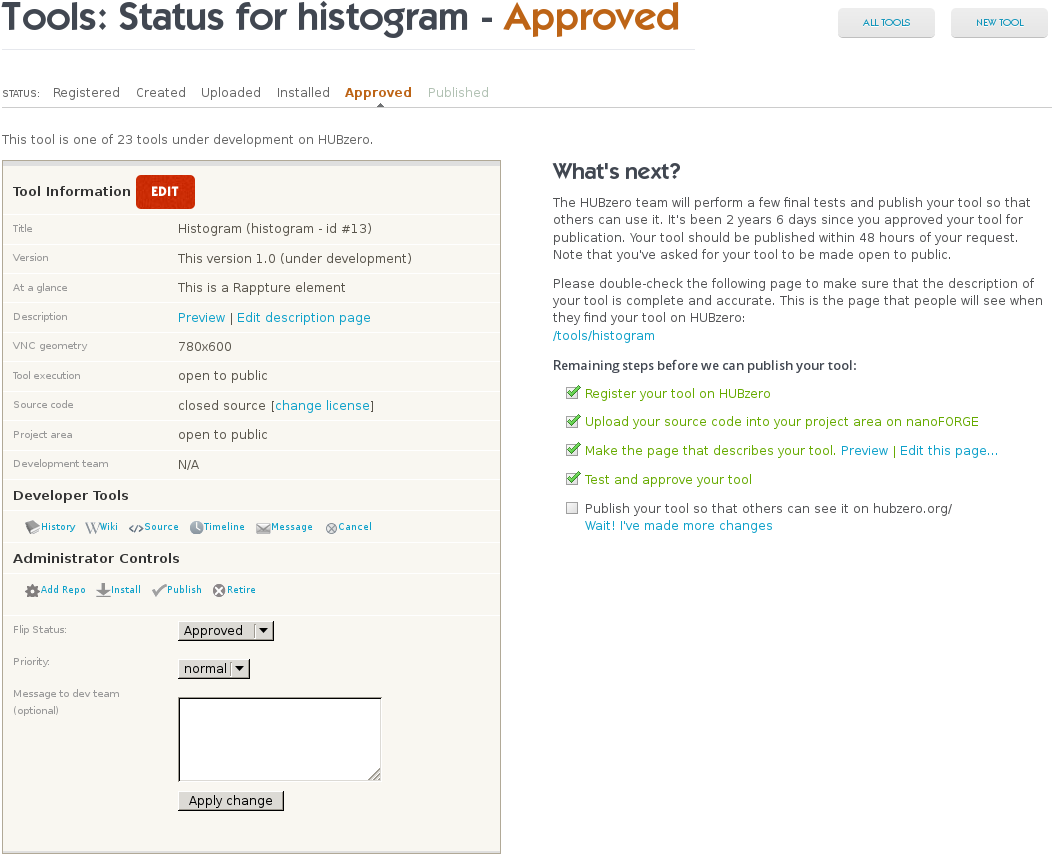 Tools: Status for histogram - Approved
ALL TOOLS
NEW TOOL
STATUS: Registered Created Uploaded Installed Approved Published
This tool is one of 23 tools under development on HUBzero.
Tool Information EDIT
Title Histogram (histogram - id #13)
Version This version 1.0 (under development)
At a glance This is a Rappture element
Description Preview | Edit description page
VNC geometry 780x600
Tool execution open to public
Source code closed source [change license]
Project area open to public
Development team N/A
Developer Tools
History Wiki Source Timeline Message Cancel
Administrator Controls
Add Repo Install Publish Retire
Flip Status: Approved
Priority: normal
Message to dev team
(optional)
Apply change
What's next?
The HUBzero team will perform a few final tests and publish your tool so that
others can use it. It's been 2 years 6 days since you approved your tool for
publication. Your tool should be published within 48 hours of your request.
Note that you've asked for your tool to be made open to public.
Please double-check the following page to make sure that the description of
your tool is complete and accurate. This is the page that people will see when
they find your tool on HUBzero:
/tools/histogram
Remaining steps before we can publish your tool:
Register your tool on HUBzero
Upload your source code into your project area on nanoFORGE
Make the page that describes your tool. Preview | Edit this page...
Test and approve your tool
Publish your tool so that others can see it on hubzero.org/
Wait! I've made more changes